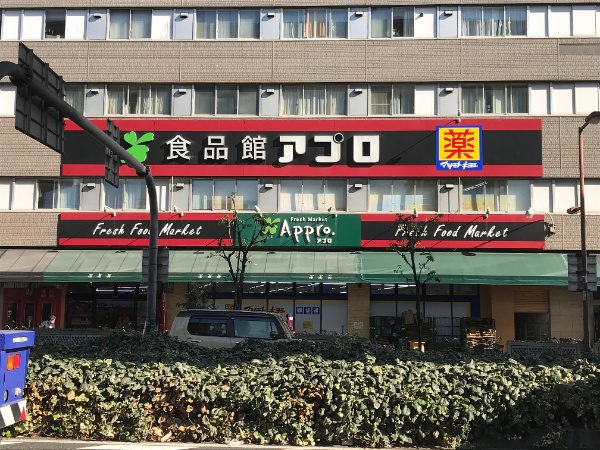 食品館アプロ
薬
マツモトキヨシ
Fresh Food Market
Fresh Market
Appro.
アプロ
Fresh Food Market